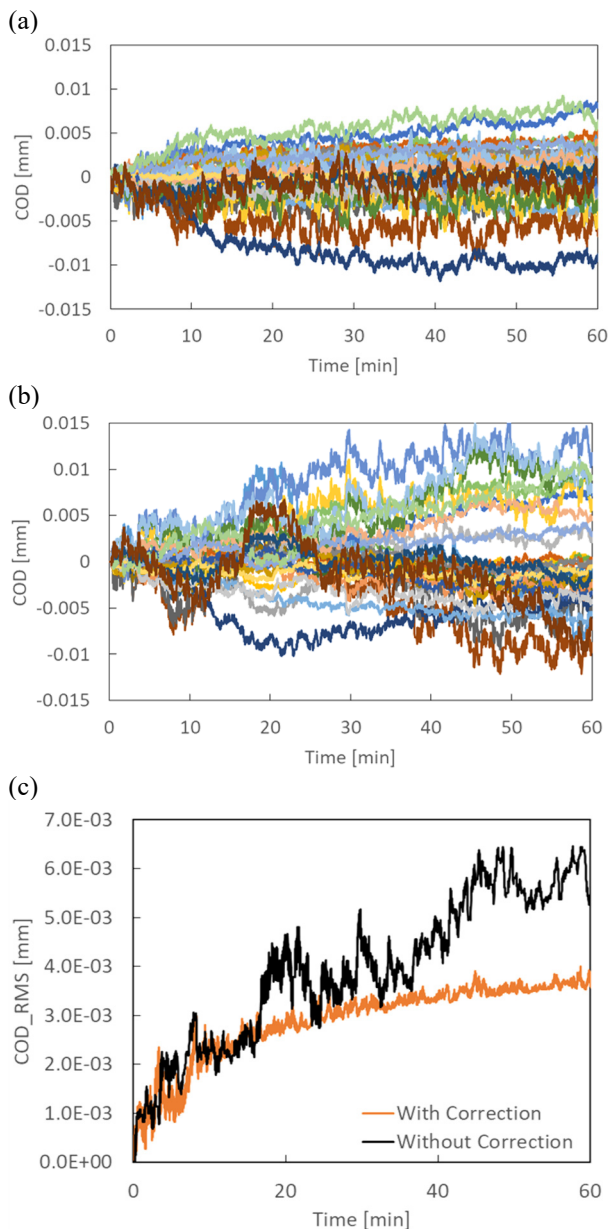 (a)
0.015
0.01
0.005
0
-0.005
-0.01
-0.015
COD [mm]
0 10 20 30 40 50 60
Time [min]
(b)
0.015
0.01
0.005
0
-0.005
-0.01
-0.015
COD [mm]
0 10 20 30 40 50 60
Time [min]
(c)
7.0E-03
6.0E-03
5.0E-03
4.0E-03
3.0E-03
2.0E-03
1.0E-03
0.0E+00
COD_RMS [mm]
With Correction
Without Correction
0 20 40 60
Time [min]